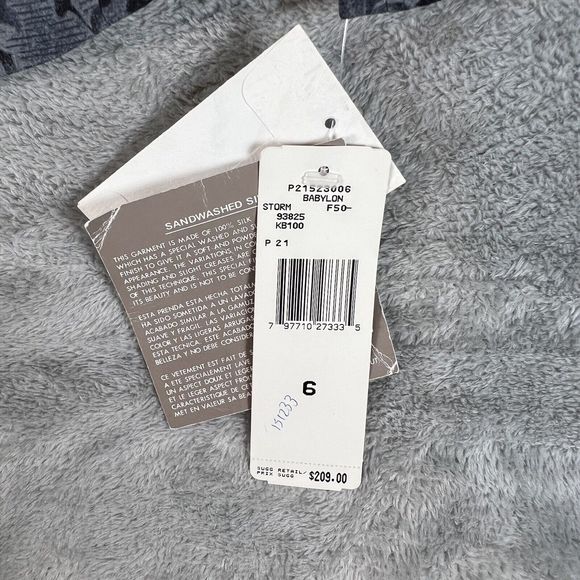 SANDWASHED
THIS GARMENT IS MADE OF 100% SILK
WHICH HAS A SPECIAL WASHED AND
FINISH TO GIVE IT A SOFT AND
APPEARANCE. THE VARIATIONS IN
SHADING AND SLIGHT CREASES ARE
OF THIS TECHNIQUE. THIS SPECIAL
ITS BEAUTY AND IS NOT TO BE
ESTA PRENDA ESTA HECHA
HA SIDO SOMETIDA A UN
ACABADO SIMILAR A LA
SUAVE Y FRAGIL. LAS
COLOR Y LAS LIGERAS
ESTA TECNICA. ESTE
BELLEZA Y NO DEBE
CE VETEMENT EST FAIT DE
A ETE SPECIALEMENT
UN ASPECT DOUX ET
ET LE LEGER
CARACTERISTIQUE DE
MET EN VALEUR SA
P21523006
BABYLON
STORM F50-
93825
KB100
P 21
7 97710 27333 5
6
151233
SUGG RETAIL/
PRIX SUGG $209.00